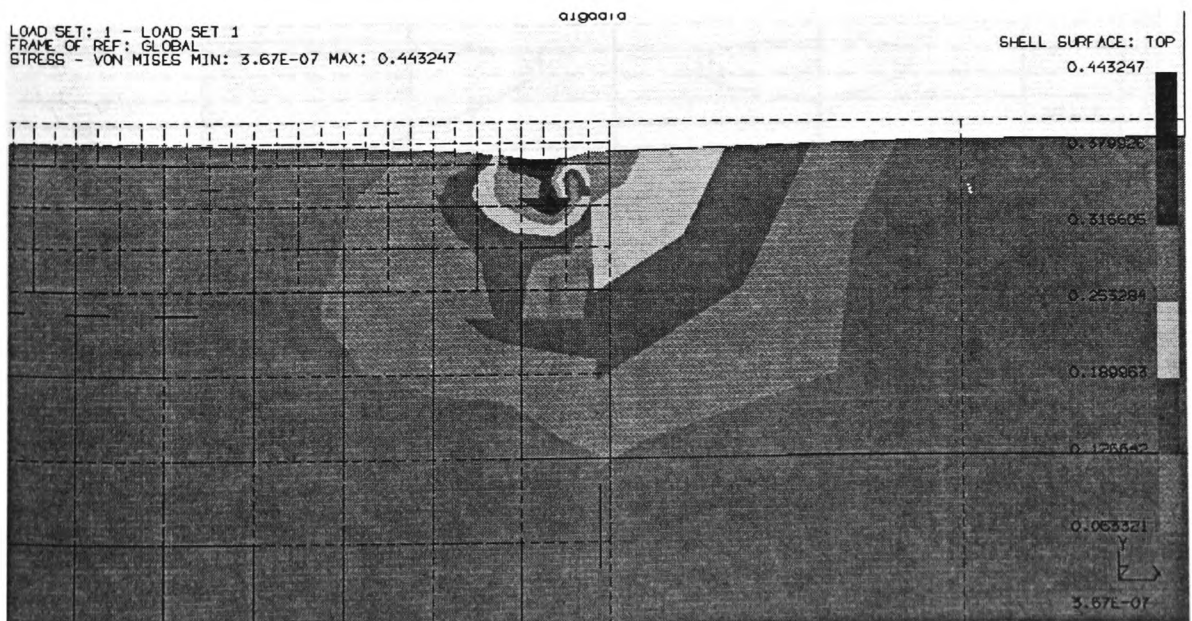 algodia
LOAD SET: 1 - LOAD SET 1
FRAME OF REF: GLOBAL
STRESS - VON MISES MIN: 3.67E-07 MAX: 0.443247
SHELL SURFACE: TOP
0.443247
0.379926
0.316605
0.253284
0.189963
0.126642
0.063321
Y
Z
3.67E-07